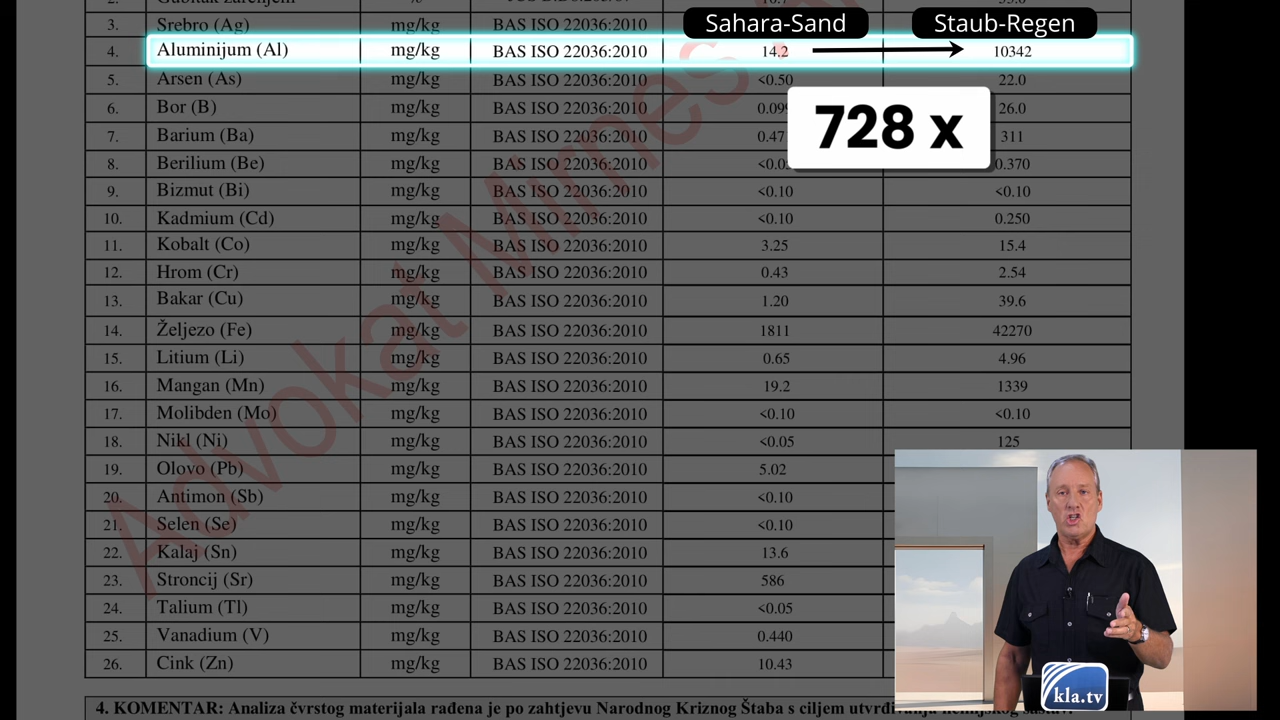 Sahara-Sand Staub-Regen
3. Srebro (Ag) mg/kg BAS ISO 22036:2010
4. Aluminijum (Al) mg/kg BAS ISO 22036:2010 14.2 10342
5. Arsen (As) mg/kg BAS ISO 22036:2010 <0.50 22.0
6. Bor (B) mg/kg BAS ISO 22036:2010 26.0
728 x
7. Barium (Ba) mg/kg BAS ISO 22036:2010 0.47 311
8. Berilium (Be) mg/kg BAS ISO 22036:2010 0.370
9. Bizmut (Bi) mg/kg BAS ISO 22036:2010 <0.10 <0.10
10. Kadmium (Cd) mg/kg BAS ISO 22036:2010 <0.10 0.250
11. Kobalt (Co) mg/kg BAS ISO 22036:2010 3.25 15.4
12. Hrom (Cr) mg/kg BAS ISO 22036:2010 0.43 2.54
13. Bakar (Cu) mg/kg BAS ISO 22036:2010 1.20 39.6
14. Željezo (Fe) mg/kg BAS ISO 22036:2010 1811 42270
15. Litium (Li) mg/kg BAS ISO 22036:2010 0.65 4.96
16. Mangan (Mn) mg/kg BAS ISO 22036:2010 19.2 1339
17. Molibden (Mo) mg/kg BAS ISO 22036:2010 <0.10 <0.10
18. Nikl (Ni) mg/kg BAS ISO 22036:2010 <0.05 125
19. Olovo (Pb) mg/kg BAS ISO 22036:2010 5.02
20. Antimon (Sb) mg/kg BAS ISO 22036:2010 <0.10
21. Selen (Se) mg/kg BAS ISO 22036:2010 <0.10
22. Kalaj (Sn) mg/kg BAS ISO 22036:2010 13.6
23. Stroncij (Sr) mg/kg BAS ISO 22036:2010 586
24. Talium (Tl) mg/kg BAS ISO 22036:2010 <0.05
25. Vanadium (V) mg/kg BAS ISO 22036:2010 0.440
26. Cink (Zn) mg/kg BAS ISO 22036:2010 10.43
4. KOMENTAR: Analiza čvrstog rađena je po zahtjevu Narodnog Kriznog Štaba s ciljem
Advokat Mirnes
kla.tv